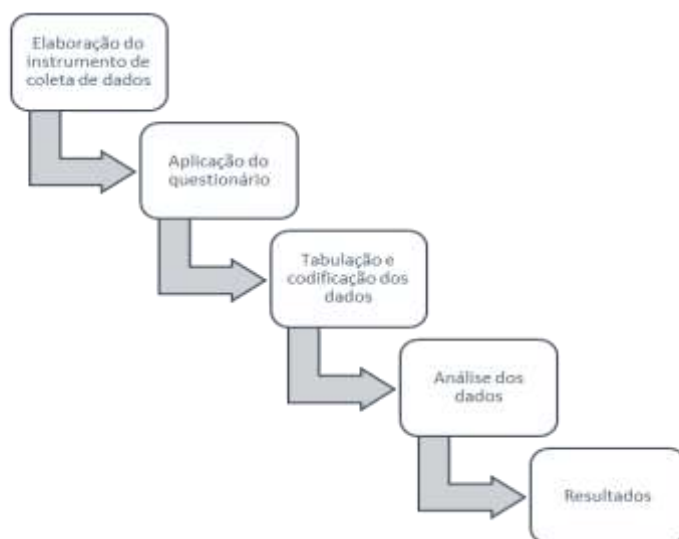 Elaboração do
instrumento de
coleta de dados
Aplicação do
questionário
Tabulação e
codificação dos
dados
Análise dos
dados
Resultados